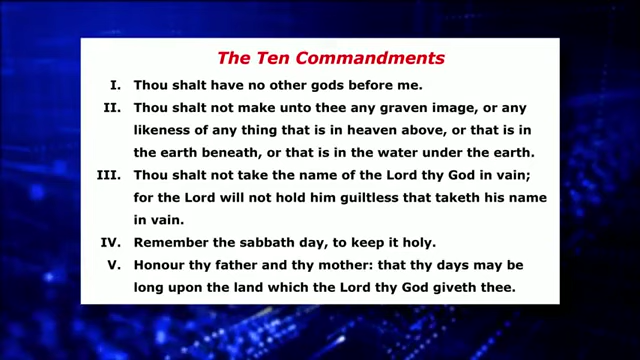 The Ten Commandments
I. Thou shalt have no other gods before me.
II. Thou shalt not make unto thee any graven image, or any
likeness of any thing that is in heaven above, or that is in
the earth beneath, or that is in the water under the earth.
III. Thou shalt not take the name of the Lord thy God in vain;
for the Lord will not hold him guiltless that taketh his name
in vain.
IV. Remember the sabbath day, to keep it holy.
V. Honour thy father and thy mother: that thy days may be
long upon the land which the Lord thy God giveth thee.